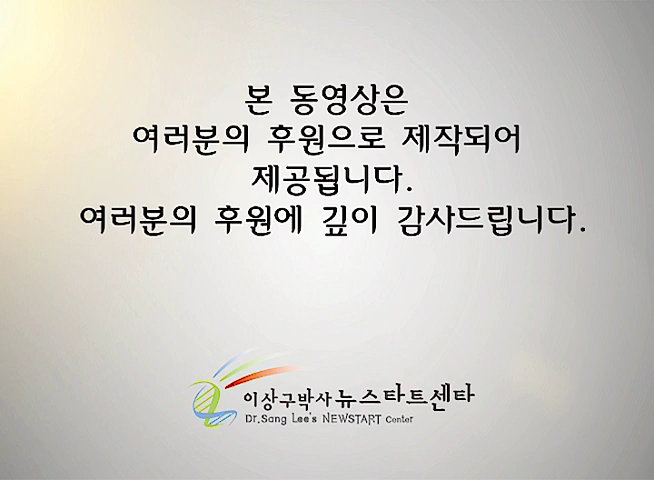 본 동영상은
여러분의 후원으로 제작되어
제공됩니다.
여러분의 후원에 깊이 감사드립니다.
이상구박사 뉴스타트센타
Dr.Sang Lee's NEWSTART Center